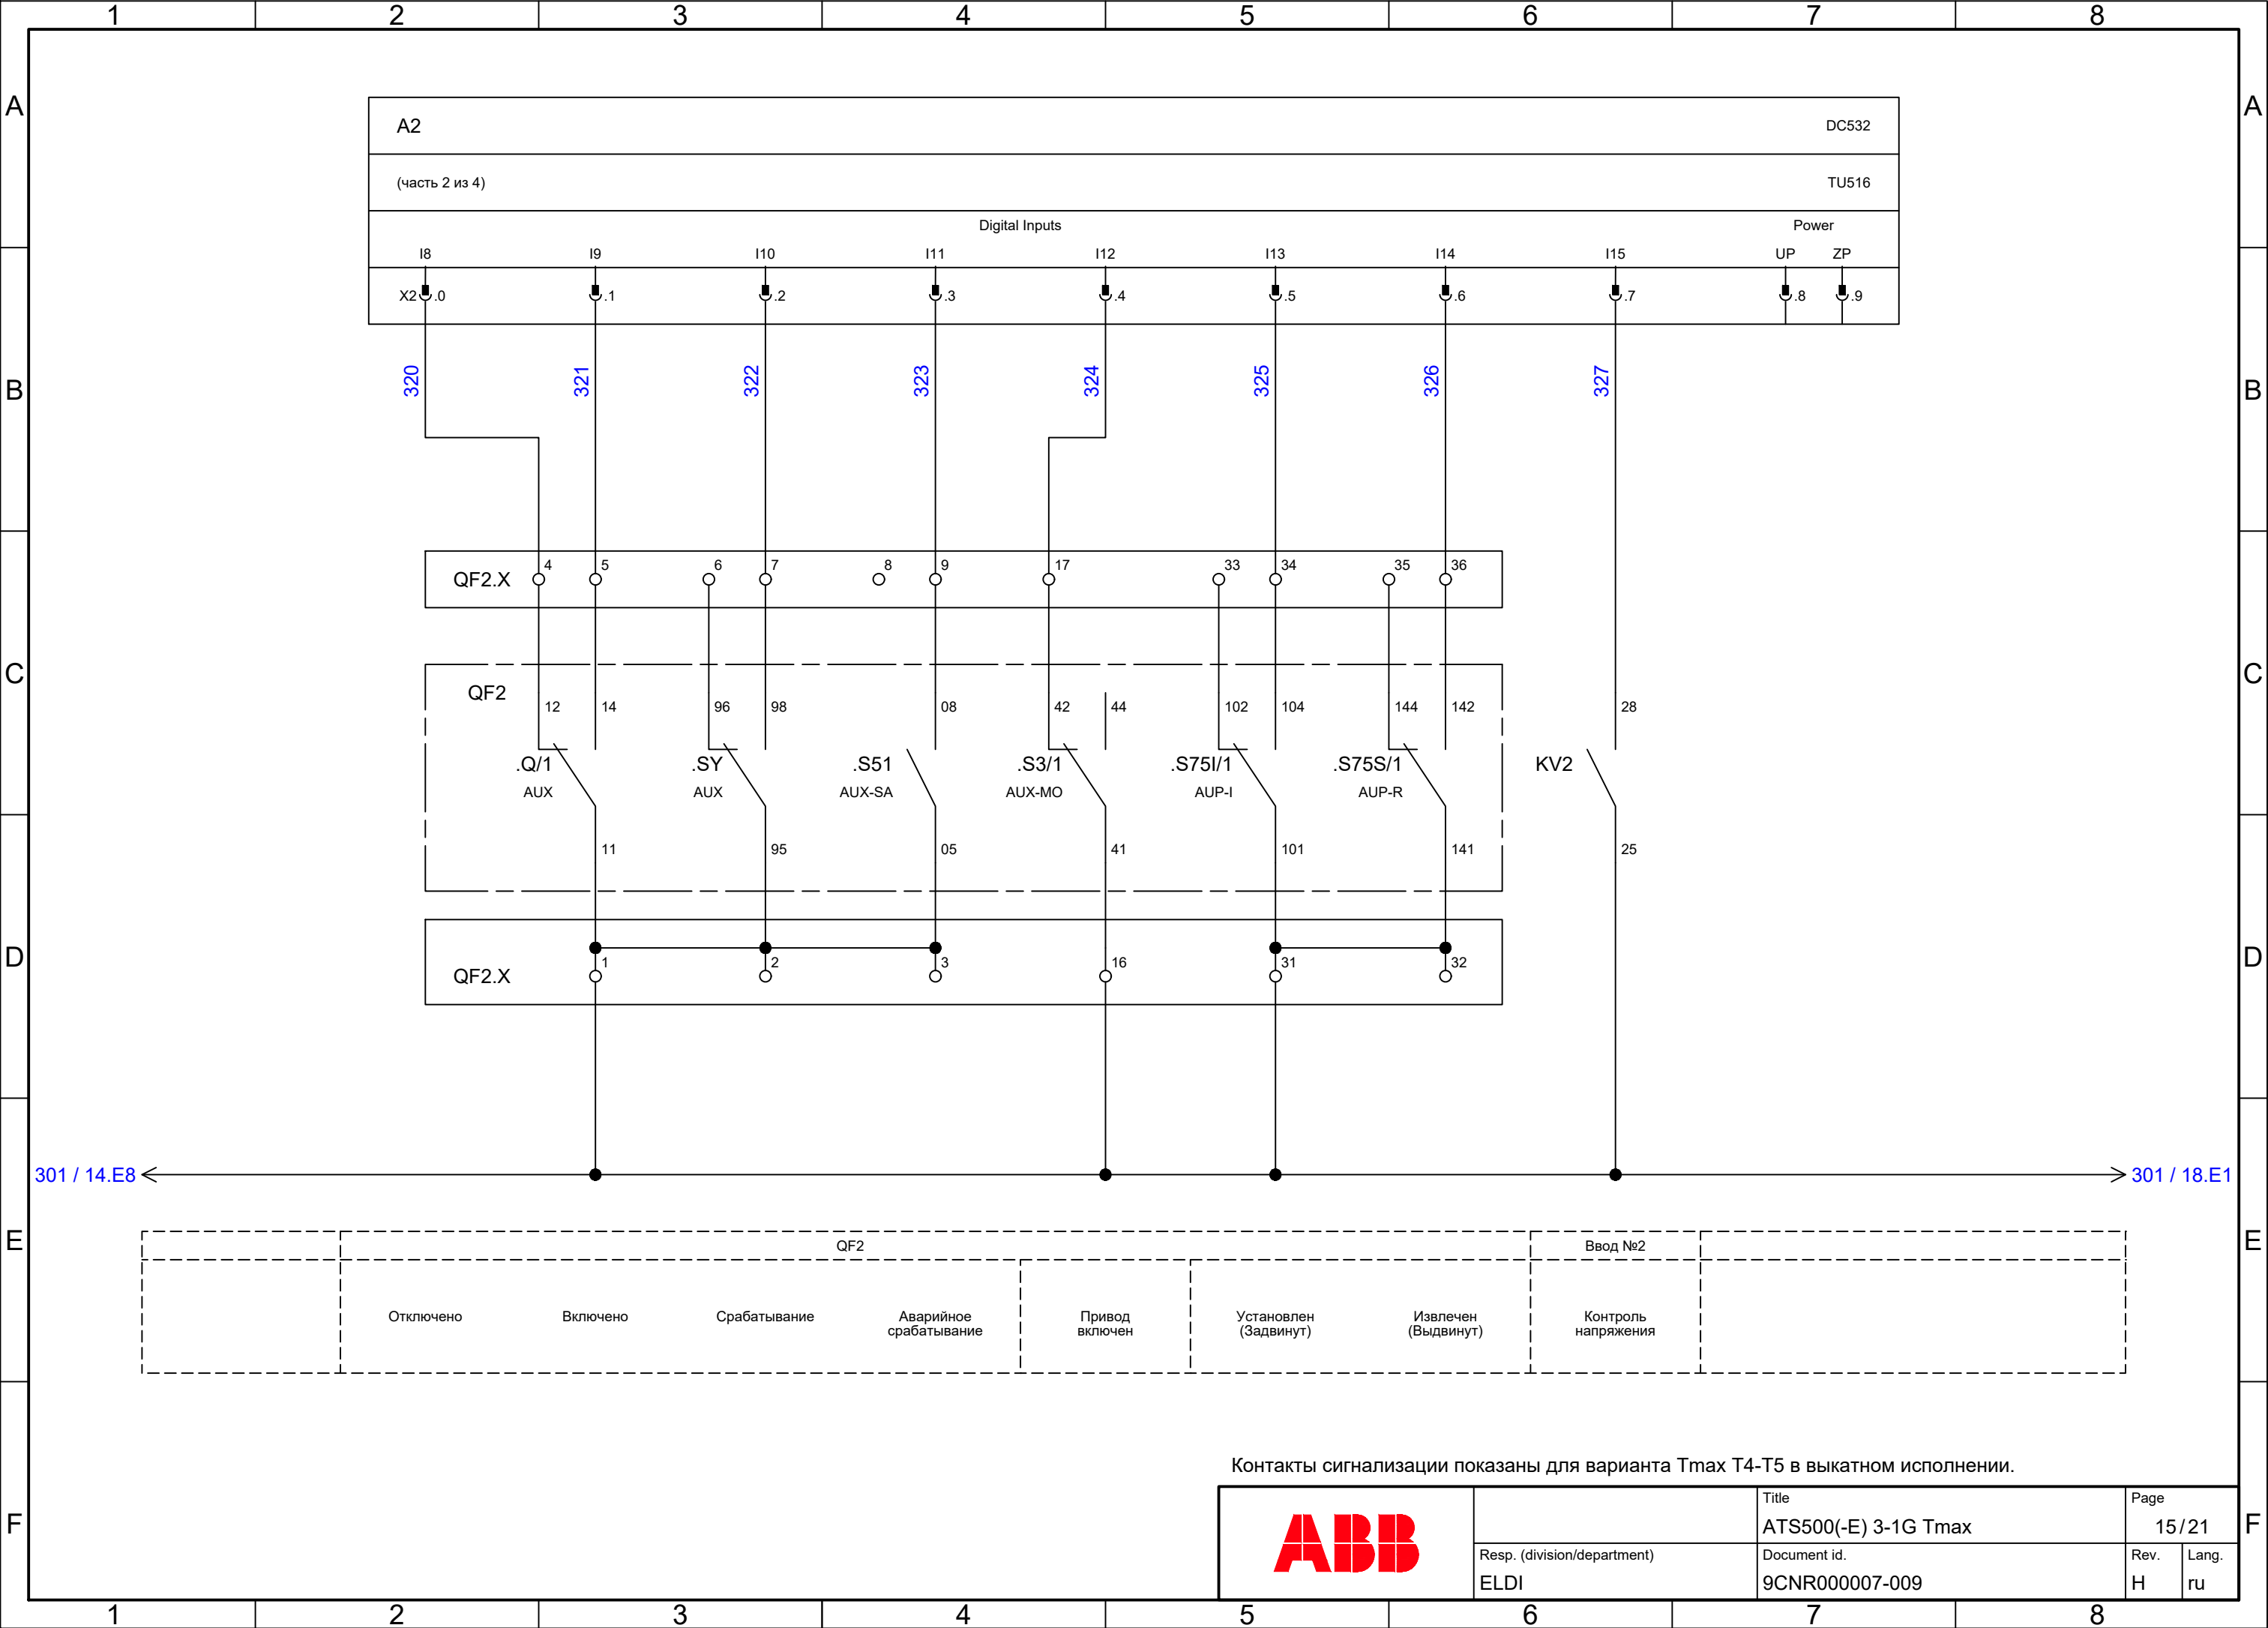 1 2 3 4 5 6 7 8
A A
A2 DC532
(часть 2 из 4) TU516
Digital Inputs Power
I8 I9 I10 I11 I12 I13 I14 I15 UP ZP
X2 .0 .1 .2 .3 .4 .5 .6 .7 .8 .9
B B
320 321 322 323 324 325 326 327
QF2.X 4 5 6 7 8 9 17 33 34 35 36
C C
QF2
12 14 96 98 08 42 44 102 104 144 142 28
.Q/1 .SY .S51 .S3/1 .S75I/1 .S75S/1 KV2
AUX AUX AUX-SA AUX-MO AUP-I AUP-R
11 95 05 41 101 141 25
D D
QF2.X 1 2 3 16 31 32
301 / 14.E8 301 / 18.E1
E E
QF2 Ввод №2
Отключено Включено Срабатывание Аварийное Привод Установлен Извлечен Контроль
срабатывание включен (Задвинут) (Выдвинут) напряжения
Контакты сигнализации показаны для варианта Tmax T4-T5 в выкатном исполнении.
F F
ABB
Title Page
ATS500(-E) 3-1G Tmax 15/21
Resp. (division/department) Document id. Rev. Lang.
ELDI 9CNR000007-009 H ru
1 2 3 4 5 6 7 8